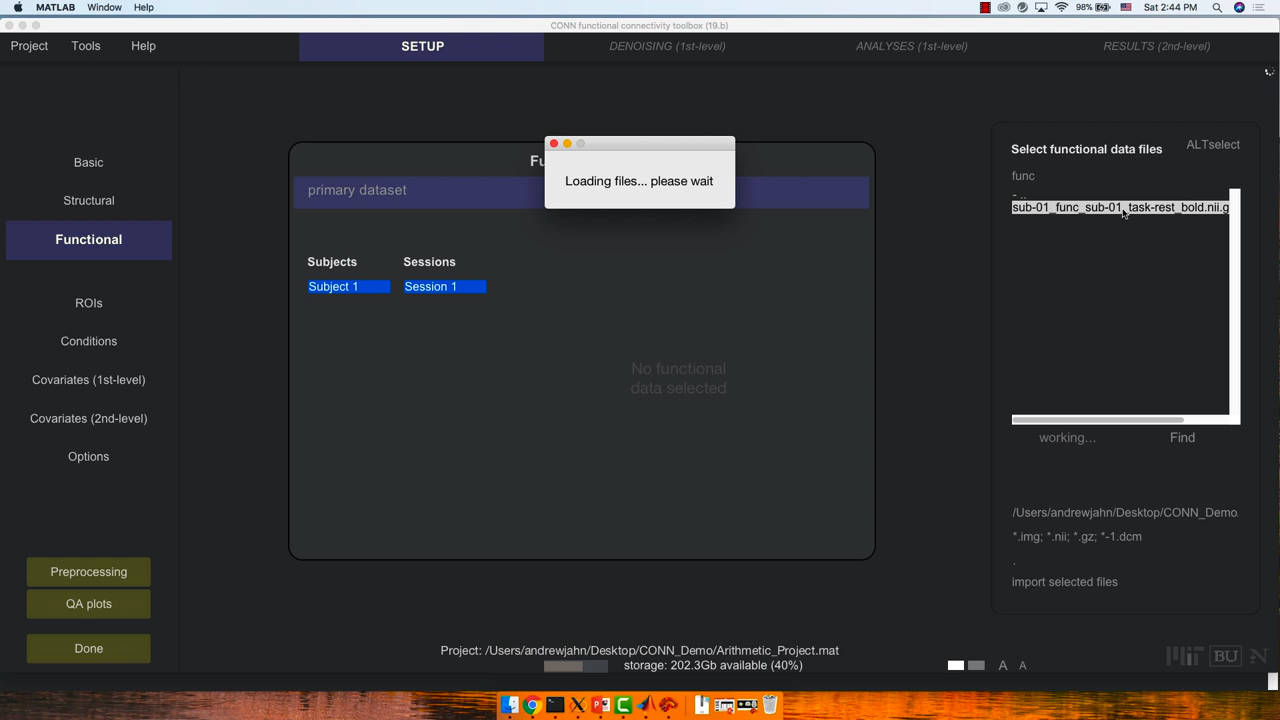 MATLAB Window Help
98% Sat 2:44 PM
CONN functional connectivity toolbox (19.b)
Project Tools Help SETUP DENOISING (1st-level) ANALYSES (1st-level) RESULTS (2nd-level)
Basic
Structural
Functional
ROIs
Conditions
Covariates (1st-level)
Covariates (2nd-level)
Options
Preprocessing
QA plots
Done
Fu
Loading files... please wait
primary dataset
Subjects Sessions
Subject 1 Session 1
No functional
data selected
Select functional data files ALTselect
func
- ..
sub-01_func_sub-01_task-rest_bold.nii.g
working... Find
/Users/andrewjahn/Desktop/CONN_Demo.
*.img; *.nii; *.gz; *-1.dcm
.
import selected files
Project: /Users/andrewjahn/Desktop/CONN_Demo/Arithmetic_Project.mat
storage: 202.3Gb available (40%)
A A
MIT BU N